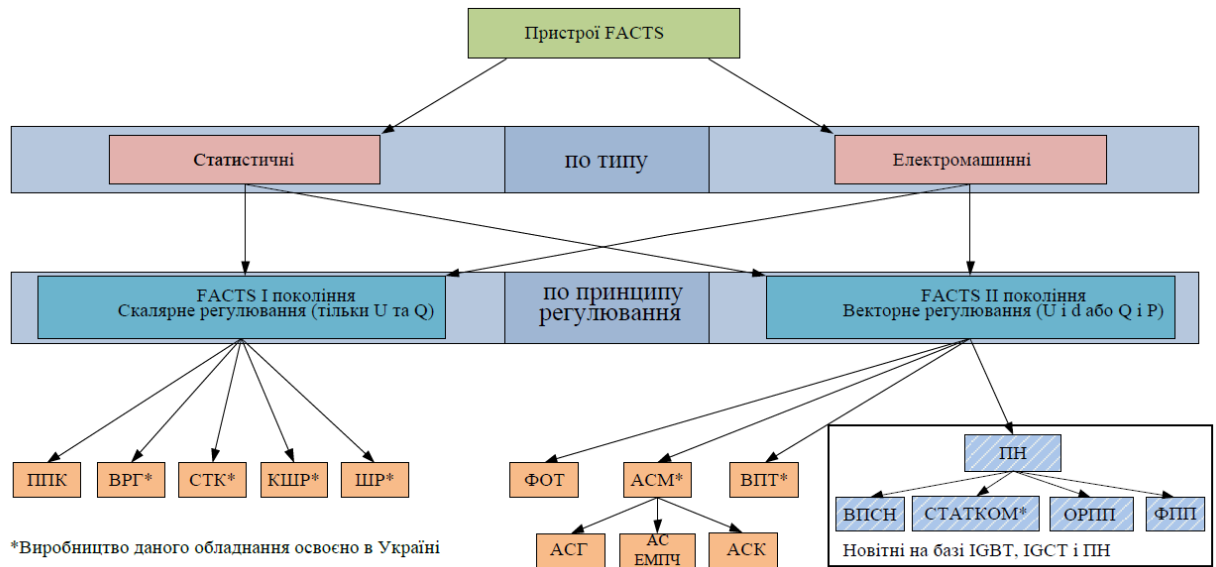 Пристрої FACTS
Статистичні
по типу
Електромашинні
FACTS I покоління
Скалярне регулювання (тільки U та Q)
по принципу
регулювання
FACTS II покоління
Векторне регулювання (U i d або Q і P)
ППК
ВРГ*
СТК*
КШР*
ШР*
ФОТ
АСМ*
ВПТ*
ПН
ВПСН
СТАТКОМ*
ОРПП
ФПП
АСГ
АС
ЕМПЧ
АСК
Новітні на базі IGBT, IGCT і ПН
*Виробництво даного обладнання освоєно в Україні